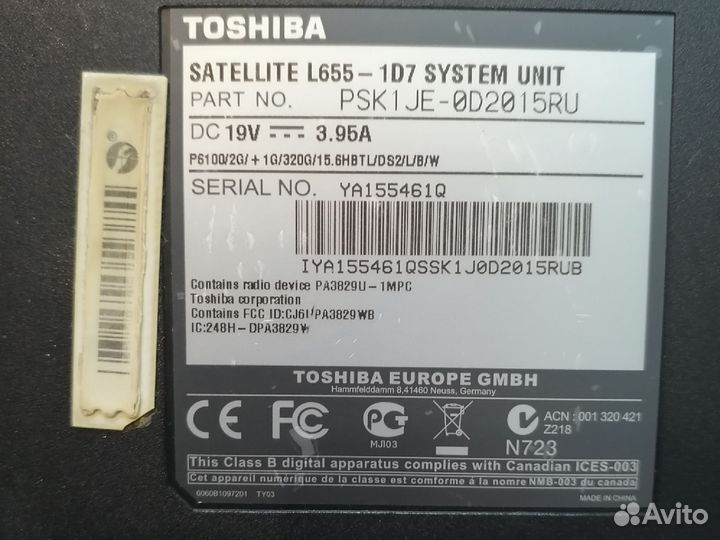 TOSHIBA
SATELLITE L655 - 1D7 SYSTEM UNIT
PART NO. PSK1JE-0D2015RU
DC 19V 3.95A
P6100/2G/+1G/320G/15.6HBTL/DS2/L/B/W
SERIAL NO. YA155461Q
IYA155461QSSK1J0D2015RUB
Contains radio device PA3829U - 1MPC
Toshiba corporation
Contains FCC ID:CJ6UPA3829WB
IC:248H- DPA3829W
TOSHIBA EUROPE GMBH
Hammfelddamm 8,41460 Neuss, Germany
CE FC PG N ACN : 001 320 421
Z218
MJ103 N723
This Class B digital apparatus complies with Canadian ICES-003
Cet appareil numérique de la classe est conforme à la norme NMB-003 du canada
0060B1097201 TY03 MADE IN CHINA
Avito